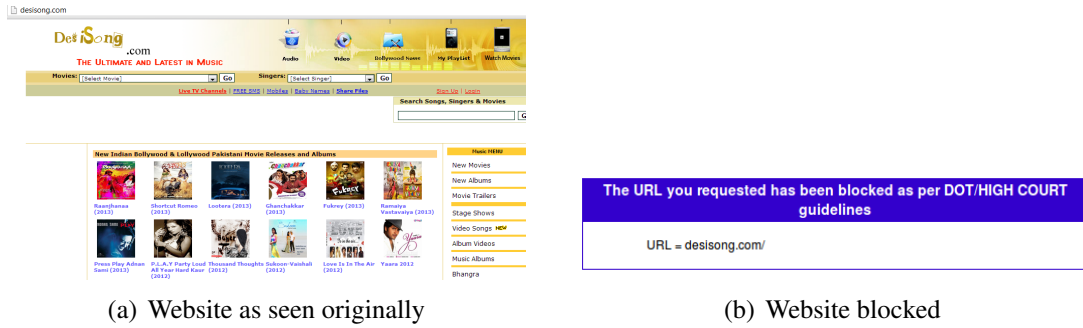 desisong.com
Desi Song
.com
THE ULTIMATE AND LATEST IN MUSIC
Audio
Video
Bollywood News
My PlayList
Watch Movies
Movies: [Select Movie] Go Singers: [Select Singer] Go
Live TV Channels | FREE SMS | Mobiles | Baby Names | Share Files
Sign Up | Login
Search Songs, Singers & Movies
G
New Indian Bollywood & Lollywood Pakistani Movie Releases and Albums
Raanjhanaa (2013)
Shortcut Romeo (2013)
Lootera (2013)
Ghanchakkar (2013)
Fukrey (2013)
Ramaiya Vastavaiya (2013)
Press Play Adnan Sami (2013)
P.L.A.Y Party Loud All Year Hard Kaur (2012)
Thousand Thoughts (2012)
Sukoon-Vaishali (2012)
Love Is In The Air (2012)
Yaara 2012
Music MENU
New Movies
New Albums
Movie Trailers
Stage Shows
Video Songs NEW
Album Videos
Music Albums
Bhangra
The URL you requested has been blocked as per DOT/HIGH COURT
guidelines
URL = desisong.com/
(a) Website as seen originally
(b) Website blocked